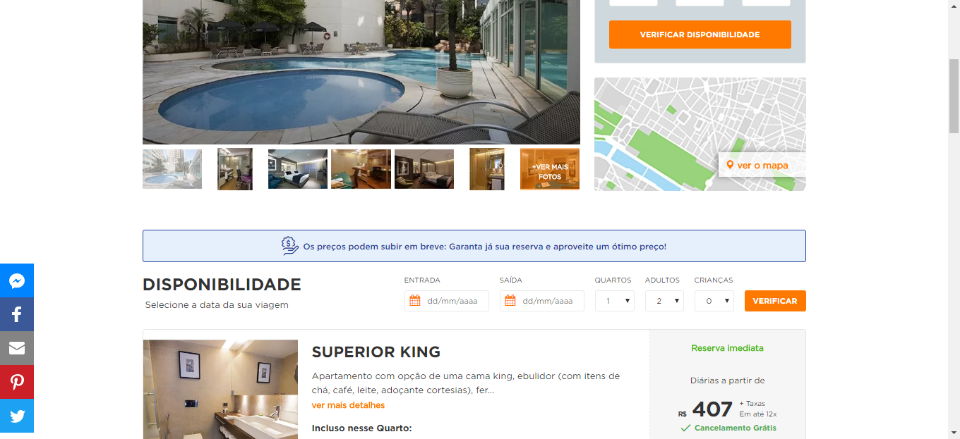 VERIFICAR DISPONIBILIDADE
+VER MAIS
FOTOS
ver o mapa
Os preços podem subir em breve: Garanta já sua reserva e aproveite um ótimo preço!
DISPONIBILIDADE
Selecione a data da sua viagem
ENTRADA
SAÍDA
QUARTOS
ADULTOS
CRIANÇAS
dd/mm/aaaa
dd/mm/aaaa
1
2
0
VERIFICAR
SUPERIOR KING
Apartamento com opção de uma cama king, ebulidor (com itens de
chá, café, leite, adoçante cortesias), fer...
ver mais detalhes
Incluso nesse Quarto:
Reserva imediata
Diárias a partir de
R$ 407 + Taxas
Em até 12x
Cancelamento Grátis